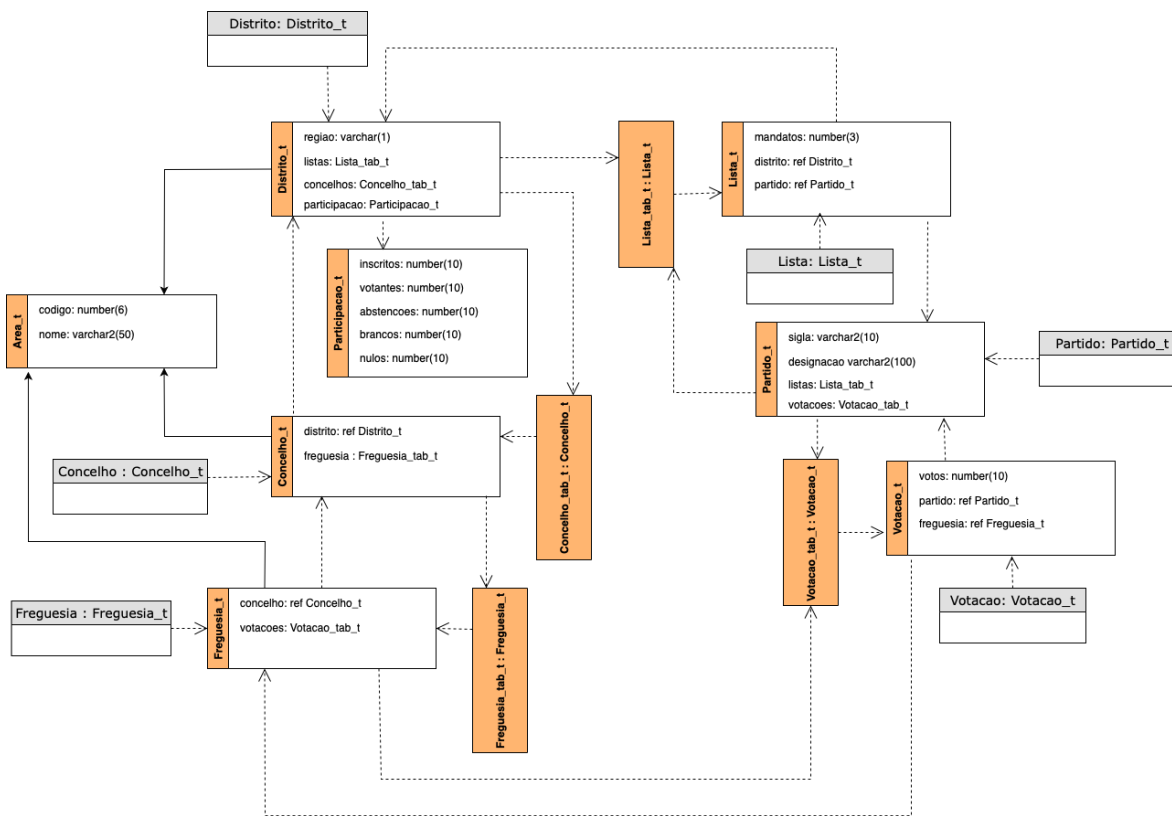 Distrito: Distrito_t
Distrito_t
regiao: varchar(1)
listas: Lista_tab_t
concelhos: Concelho_tab_t
participacao: Participacao_t
Lista_tab_t : Lista_t
Lista_t
mandatos: number(3)
distrito: ref Distrito_t
partido: ref Partido_t
Lista: Lista_t
Participacao_t
inscritos: number(10)
votantes: number(10)
abstencoes: number(10)
brancos: number(10)
nulos: number(10)
Area_t
codigo: number(6)
nome: varchar2(50)
Partido_t
sigla: varchar2(10)
designacao varchar2(100)
listas: Lista_tab_t
votacoes: Votacao_tab_t
Partido: Partido_t
Concelho_t
distrito: ref Distrito_t
freguesia : Freguesia_tab_t
Concelho_tab_t : Concelho_t
Concelho : Concelho_t
Votacao_tab_t : Votacao_t
Votacao_t
votos: number(10)
partido: ref Partido_t
freguesia: ref Freguesia_t
Votacao: Votacao_t
Freguesia : Freguesia_t
Freguesia_t
concelho: ref Concelho_t
votacoes: Votacao_tab_t
Freguesia_tab_t : Freguesia_t